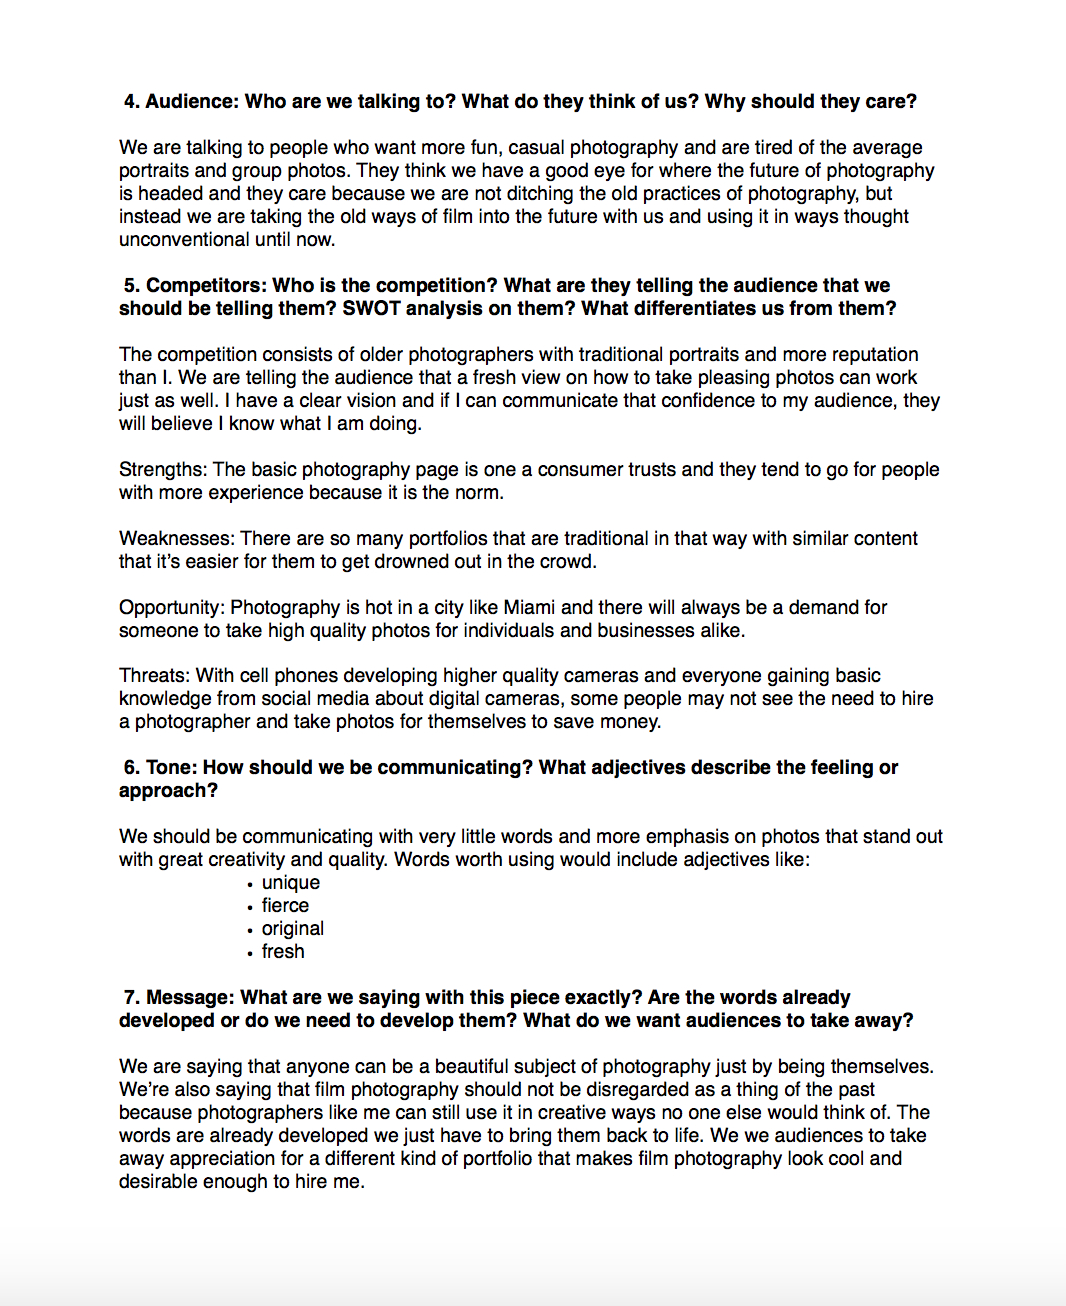 4. Audience: Who are we talking to? What do they think of us? Why should they care?
We are talking to people who want more fun, casual photography and are tired of the average
portraits and group photos. They think we have a good eye for where the future of photography
is headed and they care because we are not ditching the old practices of photography, but
instead we are taking the old ways of film into the future with us and using it in ways thought
unconventional until now.
5. Competitors: Who is the competition? What are they telling the audience that we
should be telling them? SWOT analysis on them? What differentiates us from them?
The competition consists of older photographers with traditional portraits and more reputation
than I. We are telling the audience that a fresh view on how to take pleasing photos can work
just as well. I have a clear vision and if I can communicate that confidence to my audience, they
will believe I know what I am doing.
Strengths: The basic photography page is one a consumer trusts and they tend to go for people
with more experience because it is the norm.
Weaknesses: There are so many portfolios that are traditional in that way with similar content
that it’s easier for them to get drowned out in the crowd.
Opportunity: Photography is hot in a city like Miami and there will always be a demand for
someone to take high quality photos for individuals and businesses alike.
Threats: With cell phones developing higher quality cameras and everyone gaining basic
knowledge from social media about digital cameras, some people may not see the need to hire
a photographer and take photos for themselves to save money.
6. Tone: How should we be communicating? What adjectives describe the feeling or
approach?
We should be communicating with very little words and more emphasis on photos that stand out
with great creativity and quality. Words worth using would include adjectives like:
• unique
• fierce
• original
• fresh
7. Message: What are we saying with this piece exactly? Are the words already
developed or do we need to develop them? What do we want audiences to take away?
We are saying that anyone can be a beautiful subject of photography just by being themselves.
We’re also saying that film photography should not be disregarded as a thing of the past
because photographers like me can still use it in creative ways no one else would think of. The
words are already developed we just have to bring them back to life. We we audiences to take
away appreciation for a different kind of portfolio that makes film photography look cool and
desirable enough to hire me.